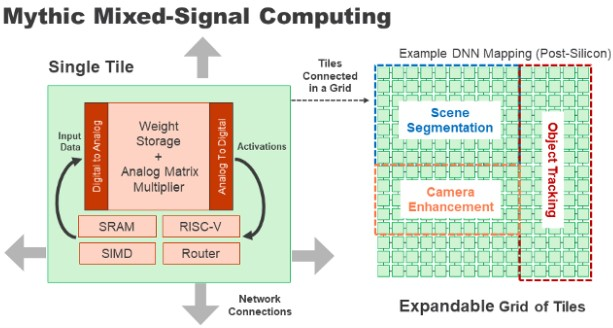 Mythic Mixed-Signal Computing
Single Tile
Digital to Analog
Weight
Storage
+
Analog Matrix
Multiplier
Analog To Digital
Input
Data
Activations
SRAM
RISC-V
SIMD
Router
Network
Connections
Tiles
Connected
in a Grid
Example DNN Mapping (Post-Silicon)
Scene
Segmentation
Camera
Enhancement
Object Tracking
Expandable Grid of Tiles